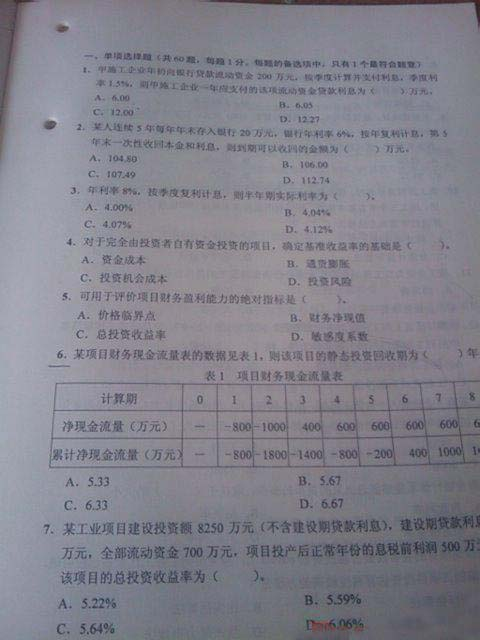 一、单项选择题（共 60 题，每题 1 分。每题的备选项中，只有 1 个最符合题意）
1．甲施工企业年初向银行贷款流动资金 200 万元，按季度计算并支付利息，季度利
率 1.5%，则甲施工企业一年应支付的该项流动资金贷款利息为（　　）万元。
A．6.00　　B．6.05
C．12.00　　D．12.27
2．某人连续 5 年每年年末存入银行 20 万元，银行年利率 6%，按年复利计息，第 5
年末一次性收回本金和利息，则到期可以收回的金额为（　　）万元。
A．104.80　　B．106.00
C．107.49　　D．112.74
3．年利率 8%，按季度复利计息，则半年期实际利率为（　　）。
A．4.00%　　B．4.04%
C．4.07%　　D．4.12%
4．对于完全由投资者自有资金投资的项目，确定基准收益率的基础是（　　）。
A．资金成本　　B．通货膨胀
C．投资机会成本　　D．投资风险
5．可用于评价项目财务盈利能力的绝对指标是（　　）。
A．价格临界点　　B．财务净现值
C．总投资收益率　　D．敏感度系数
6．某项目财务现金流量表的数据见表 1，则该项目的静态投资回收期为（　　）年
表 1　项目财务现金流量表
计算期　0　1　2　3　4　5　6　7　8
净现金流量（万元）　—　-800　-1000　400　600　600　600　600
累计净现金流量（万元）　—　-800　-1800　-1400　-800　-200　400　1000
A．5.33　　B．5.67
C．6.33　　D．6.67
7．某工业项目建设投资额 8250 万元（不含建设期贷款利息），建设期贷款利息
万元，全部流动资金 700 万元，项目投产后正常年份的息税前利润 500 万
该项目的总投资收益率为（　　）。
A．5.22%　　B．5.59%
C．5.64%　　D．6.06%